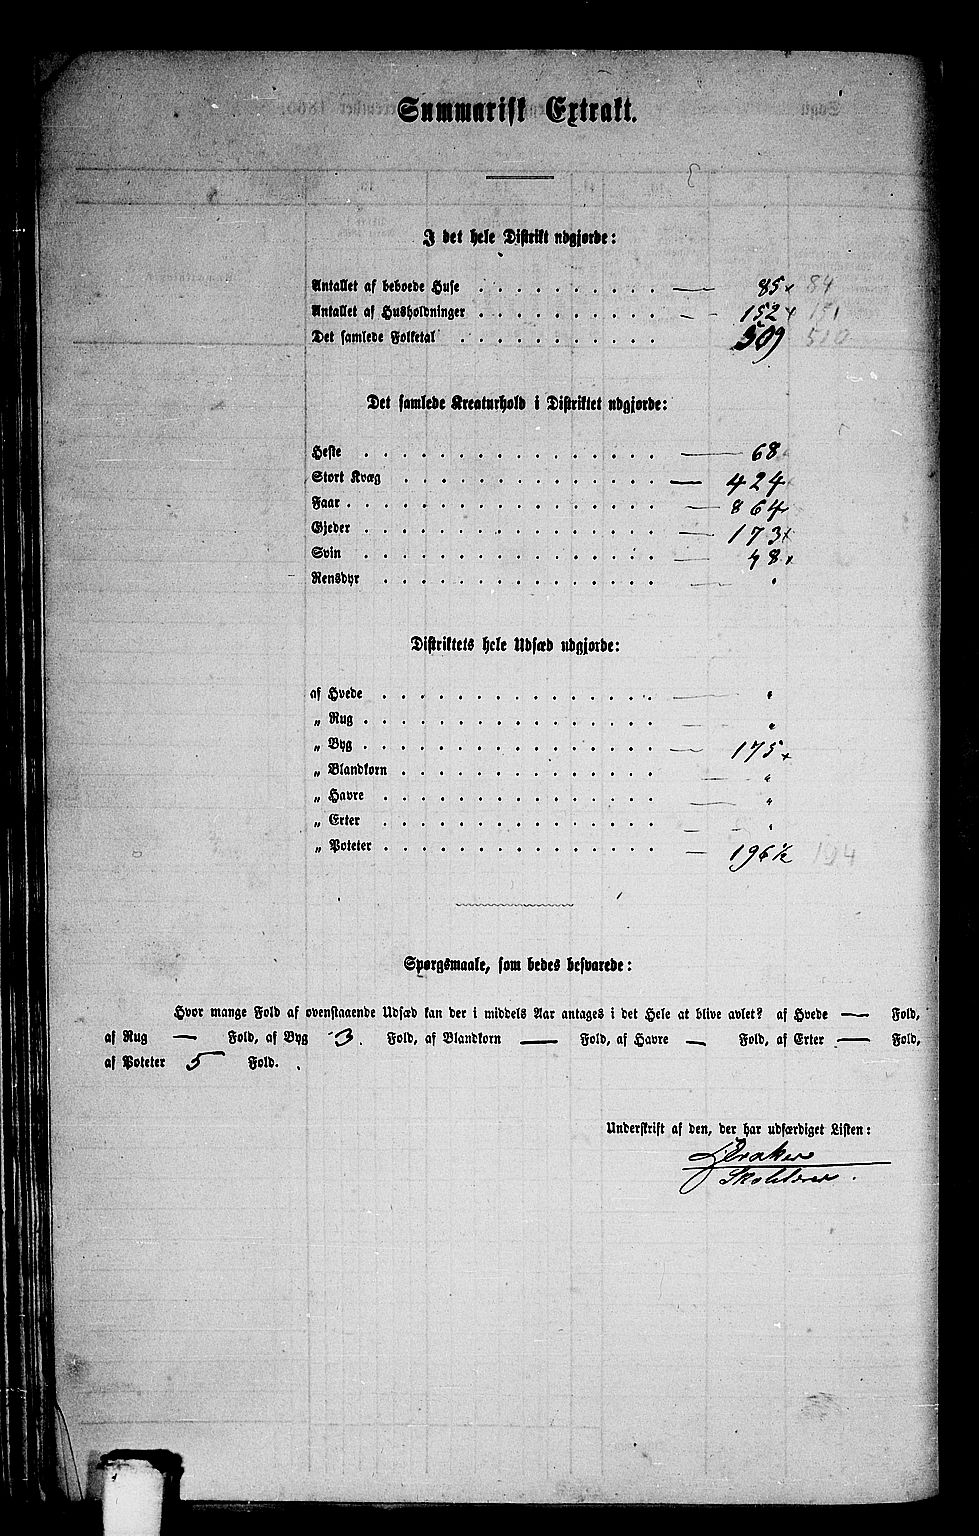 Summarisk Extrakt.
I det hele Distrikt udgjorde:
Antallet af beboede Huse . . . . . . . . . . — 85 × 84
Antallet af Husholdninger . . . . . . . . . . — 152 × 151
Det samlede Folketal . . . . . . . . . . . 509 510
Det samlede Kreaturhold i Distriktet udgjorde:
Heste . . . . . . . . . . . . . . . . — 68
Stort Kvæg . . . . . . . . . . . . . . — 424
Faar . . . . . . . . . . . . . . . . . — 864
Gjeder . . . . . . . . . . . . . . . . — 173 ×
Svin . . . . . . . . . . . . . . . . — 48 ×
Rensdyr . . . . . . . . . . . . . . . — "
Distriktets hele Udsæd udgjorde:
af Hvede . . . . . . . . . . . . . . . — "
„ Rug . . . . . . . . . . . . . . . . — "
„ Byg . . . . . . . . . . . . . . . . — 175 ×
„ Blandkorn . . . . . . . . . . . . . . — "
„ Havre . . . . . . . . . . . . . . . — "
„ Erter . . . . . . . . . . . . . . . — "
„ Poteter . . . . . . . . . . . . . . . — 196½ 194
Spørgsmaale, som bedes besvarede:
Hvor mange Fold af ovenstaaende Udsæd kan der i middels Aar antages i det Hele at blive avlet? af Hvede — Fold,
af Rug — Fold, af Byg 3. Fold, af Blandkorn — Fold, af Havre — Fold, af Erter — Fold,
af Poteter 5 Fold.
Underskrift af den, der har udfærdiget Listen: